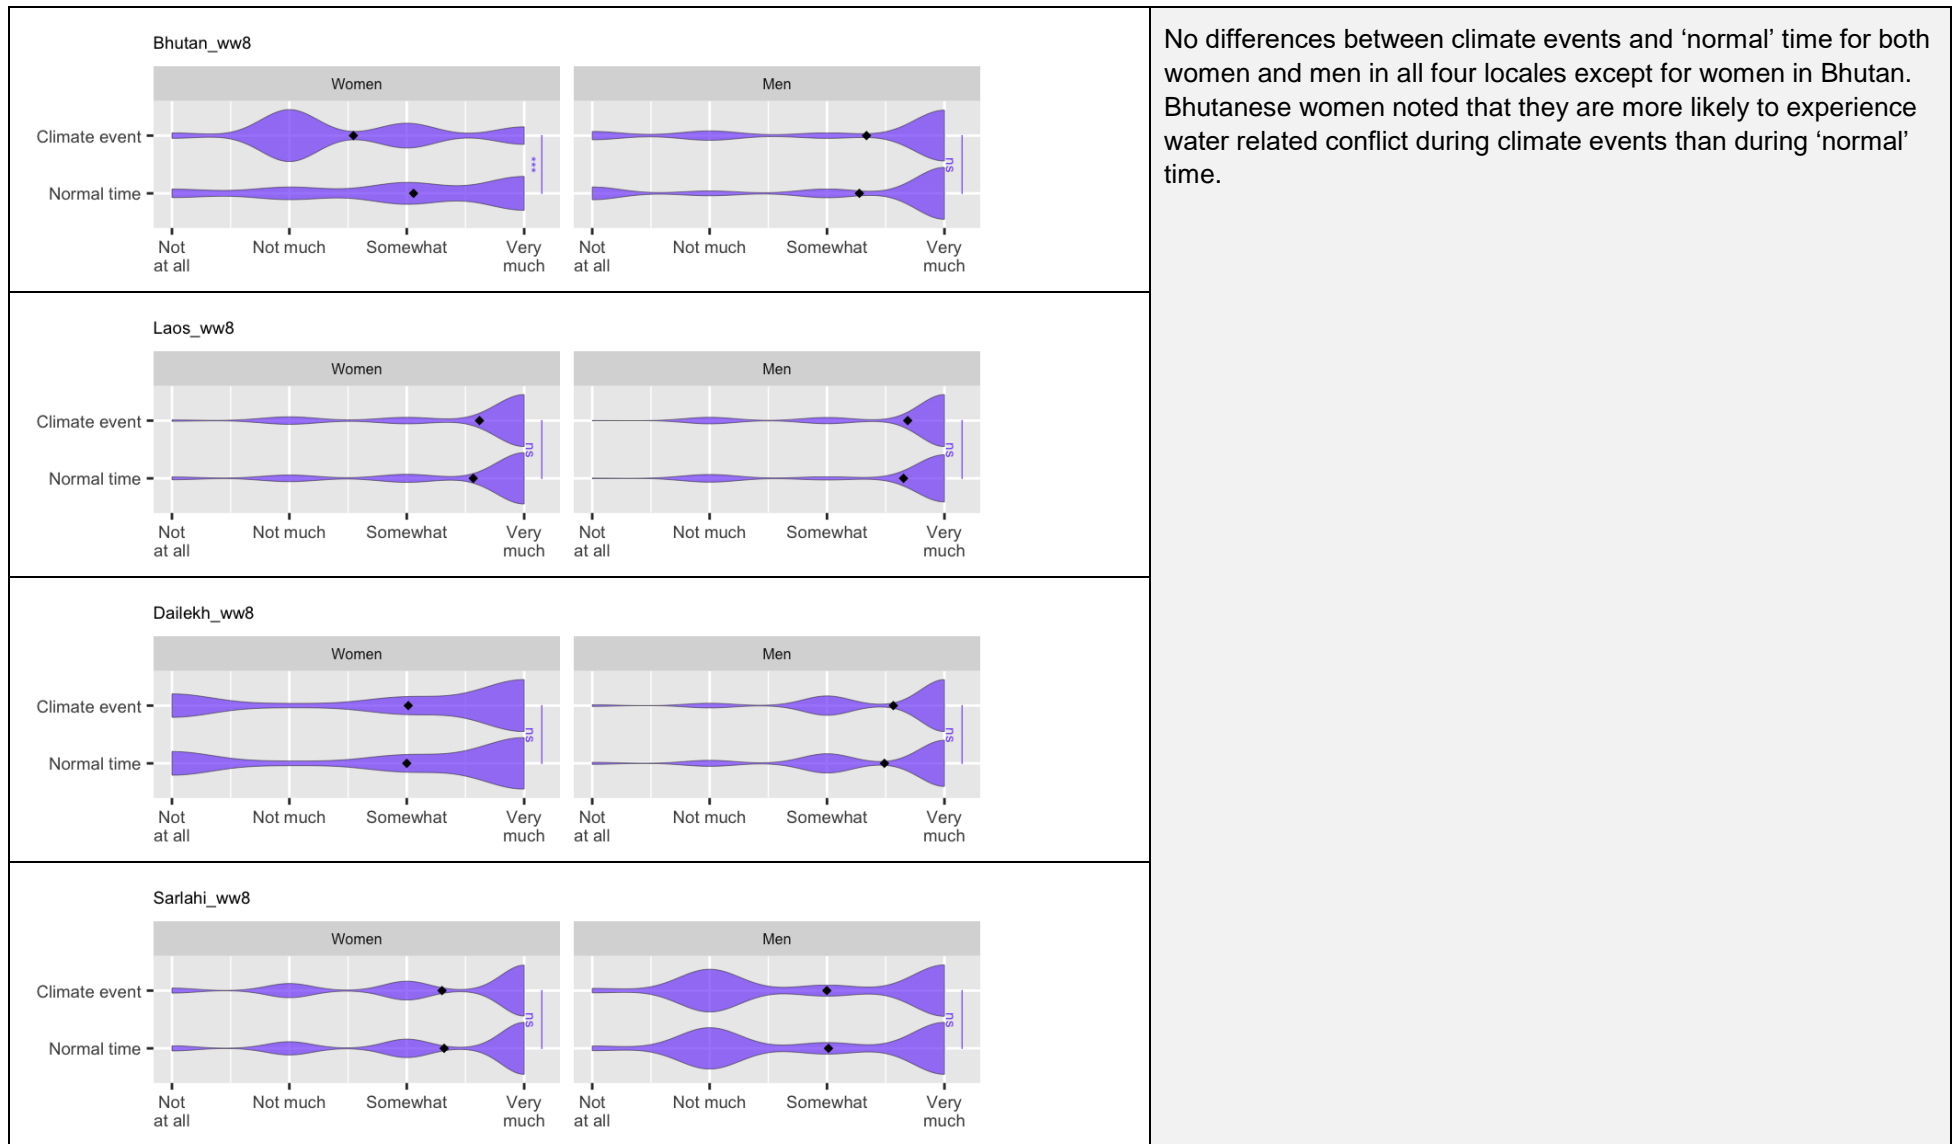 Bhutan_ww8
Women
Men
Climate event
***
ns
Normal time
Not at all
Not much
Somewhat
Very much
Not at all
Not much
Somewhat
Very much
Laos_ww8
Women
Men
Climate event
ns
ns
Normal time
Not at all
Not much
Somewhat
Very much
Not at all
Not much
Somewhat
Very much
Dailekh_ww8
Women
Men
Climate event
ns
ns
Normal time
Not at all
Not much
Somewhat
Very much
Not at all
Not much
Somewhat
Very much
Sarlahi_ww8
Women
Men
Climate event
ns
ns
Normal time
Not at all
Not much
Somewhat
Very much
Not at all
Not much
Somewhat
Very much
No differences between climate events and ‘normal’ time for both
women and men in all four locales except for women in Bhutan.
Bhutanese women noted that they are more likely to experience
water related conflict during climate events than during ‘normal’
time.